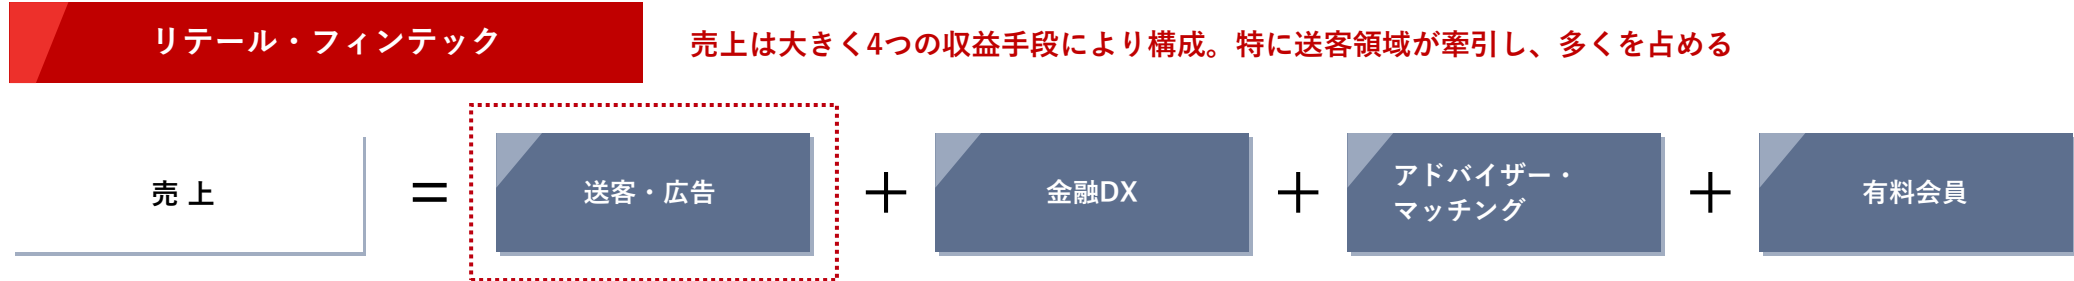 リテール・フィンテック
売上は大きく4つの収益手段により構成。特に送客領域が牽引し、多くを占める
売 上
=
送客・広告
+
金融DX
+
アドバイザー・
マッチング
+
有料会員